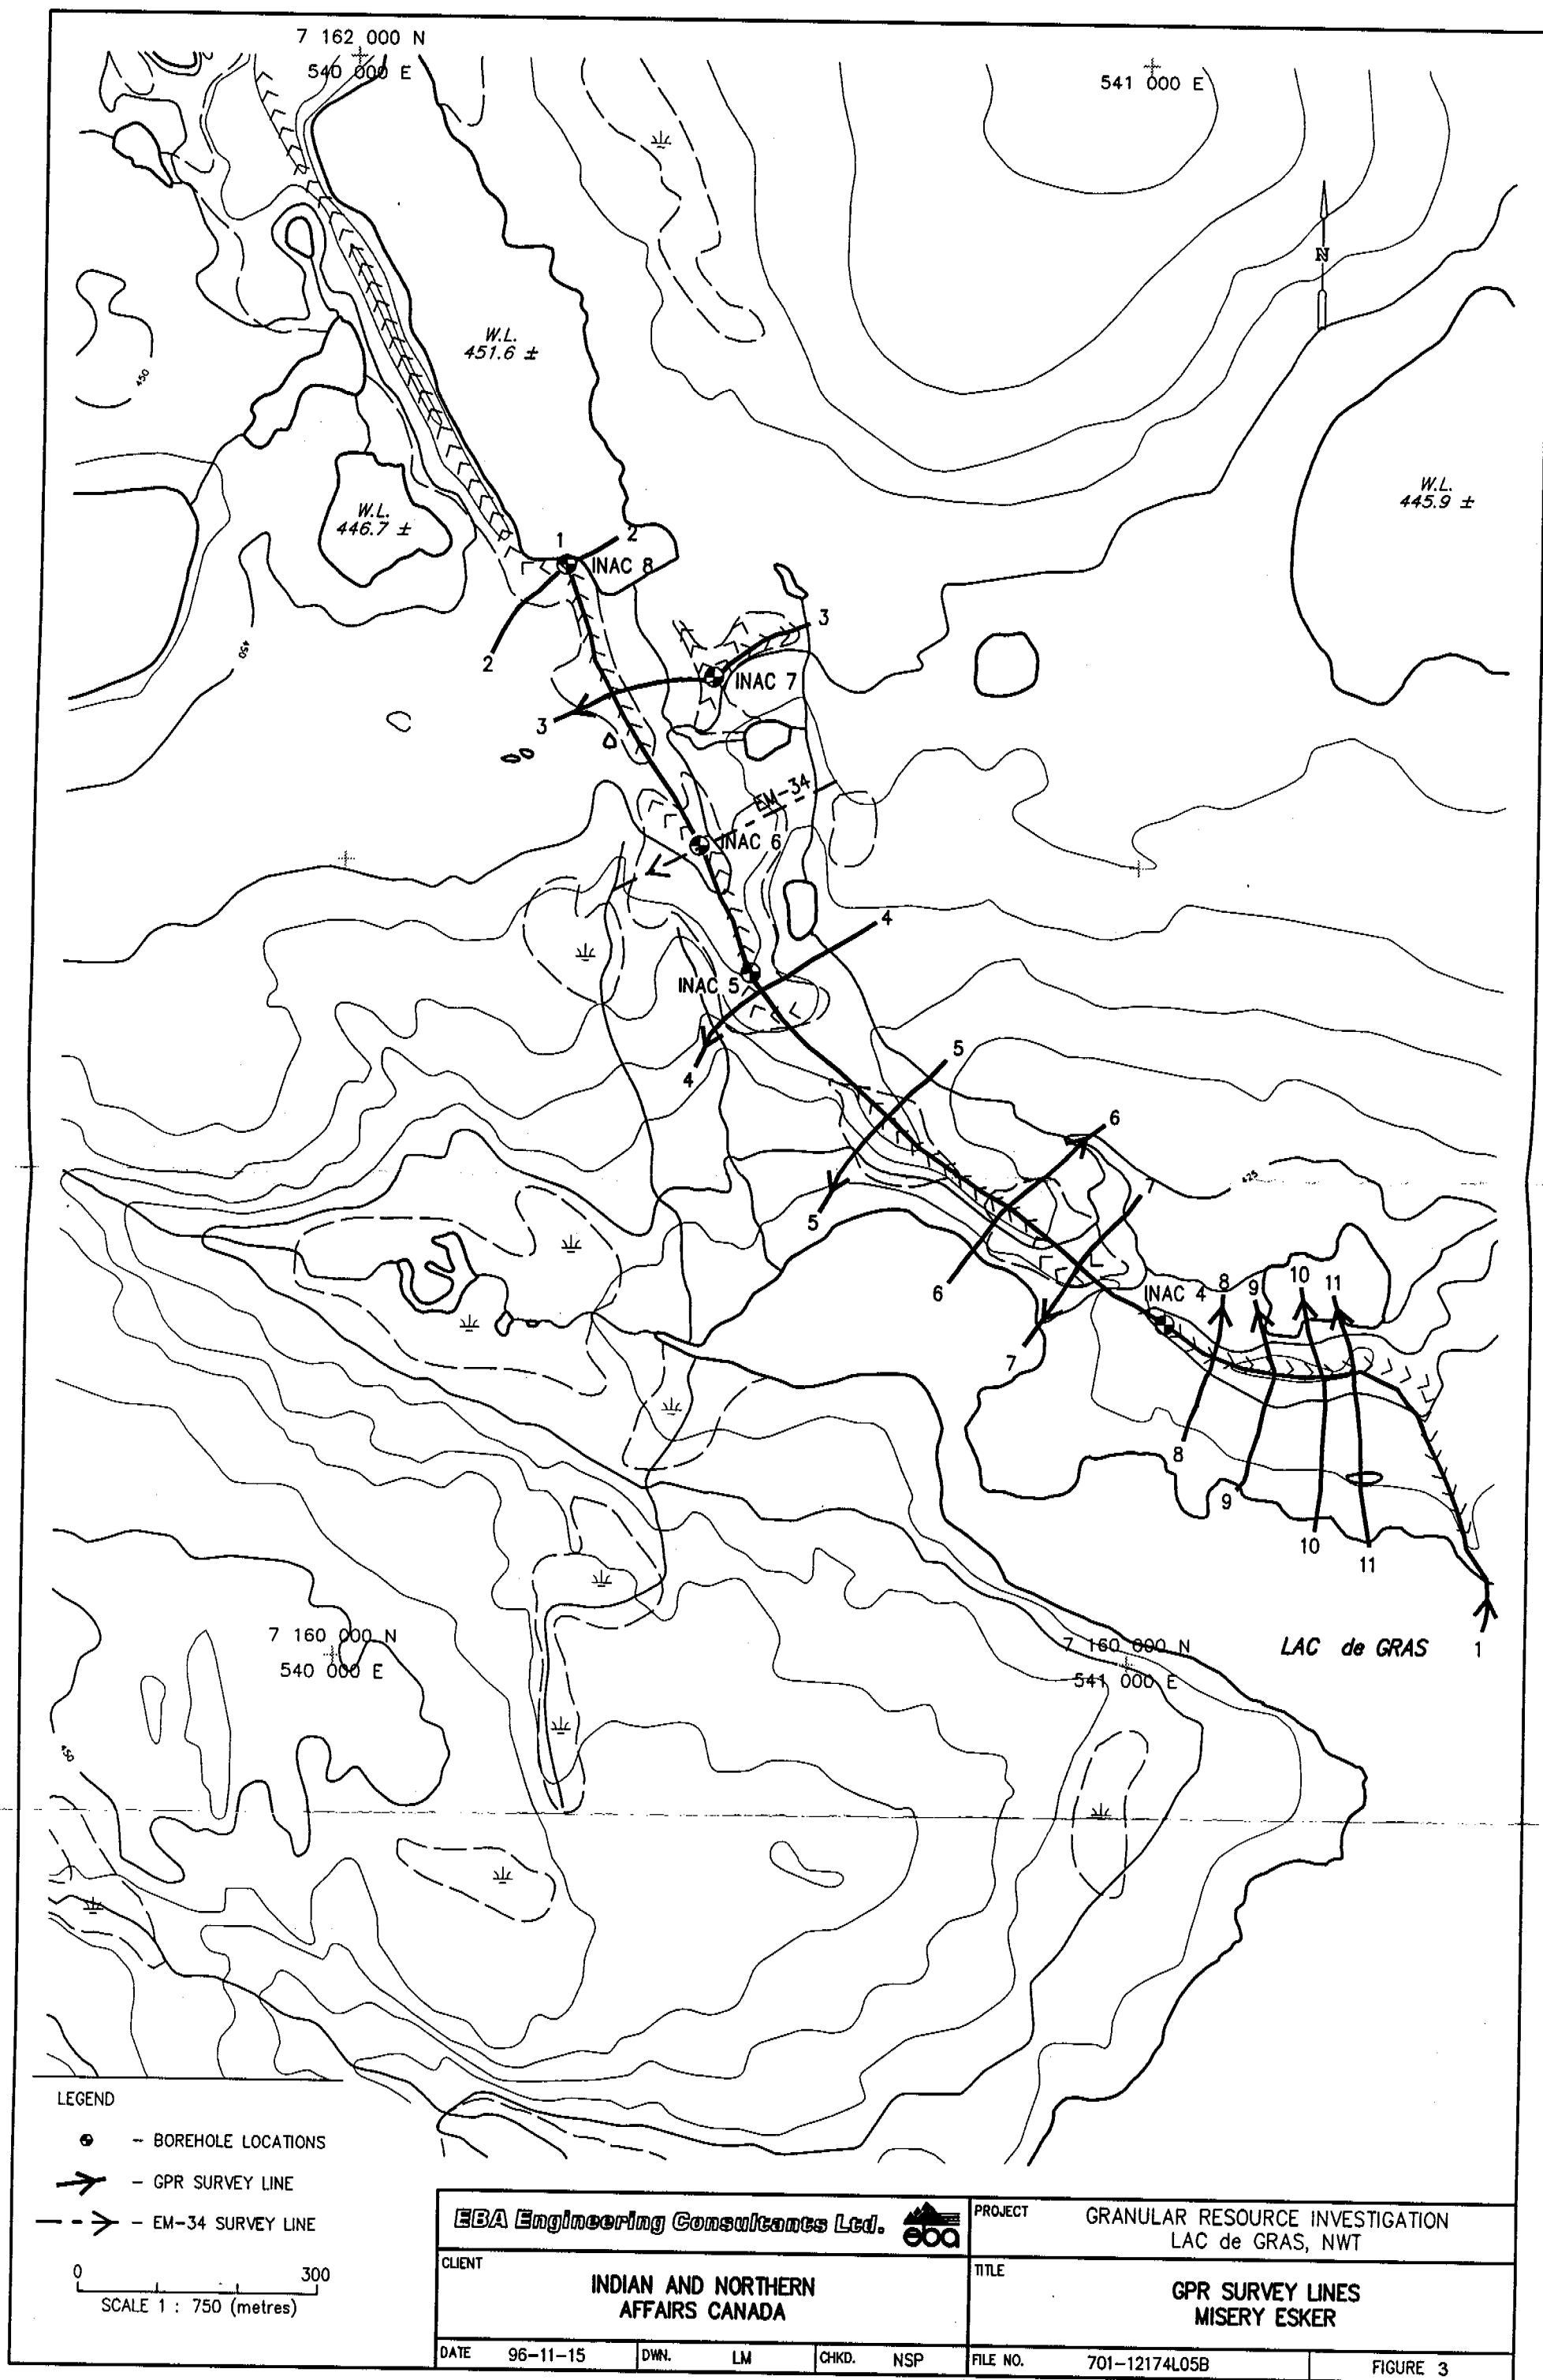 7 162 000 N
540 000 E
541 000 E
N
W.L.
451.6 ±
450
W.L.
445.9 ±
W.L.
446.7 ±
1
2
INAC 8
450
2
3
INAC 7
3
EM-34
INAC 6
4
INAC 5
4
5
6
425
7
5
6
INAC 4
8
9
10
11
7
8
9
10
11
7 160 000 N
540 000 E
7 160 000 N
541 000 E
LAC de GRAS
1
450
LEGEND
- BOREHOLE LOCATIONS
- GPR SURVEY LINE
- EM-34 SURVEY LINE
0 300
SCALE 1 : 750 (metres)
EBA Engineering Consultants Ltd.
eba
PROJECT
GRANULAR RESOURCE INVESTIGATION
LAC de GRAS, NWT
CLIENT
INDIAN AND NORTHERN
AFFAIRS CANADA
TITLE
GPR SURVEY LINES
MISERY ESKER
DATE 96-11-15 DWN. LM CHKD. NSP FILE NO. 701-12174L05B FIGURE 3